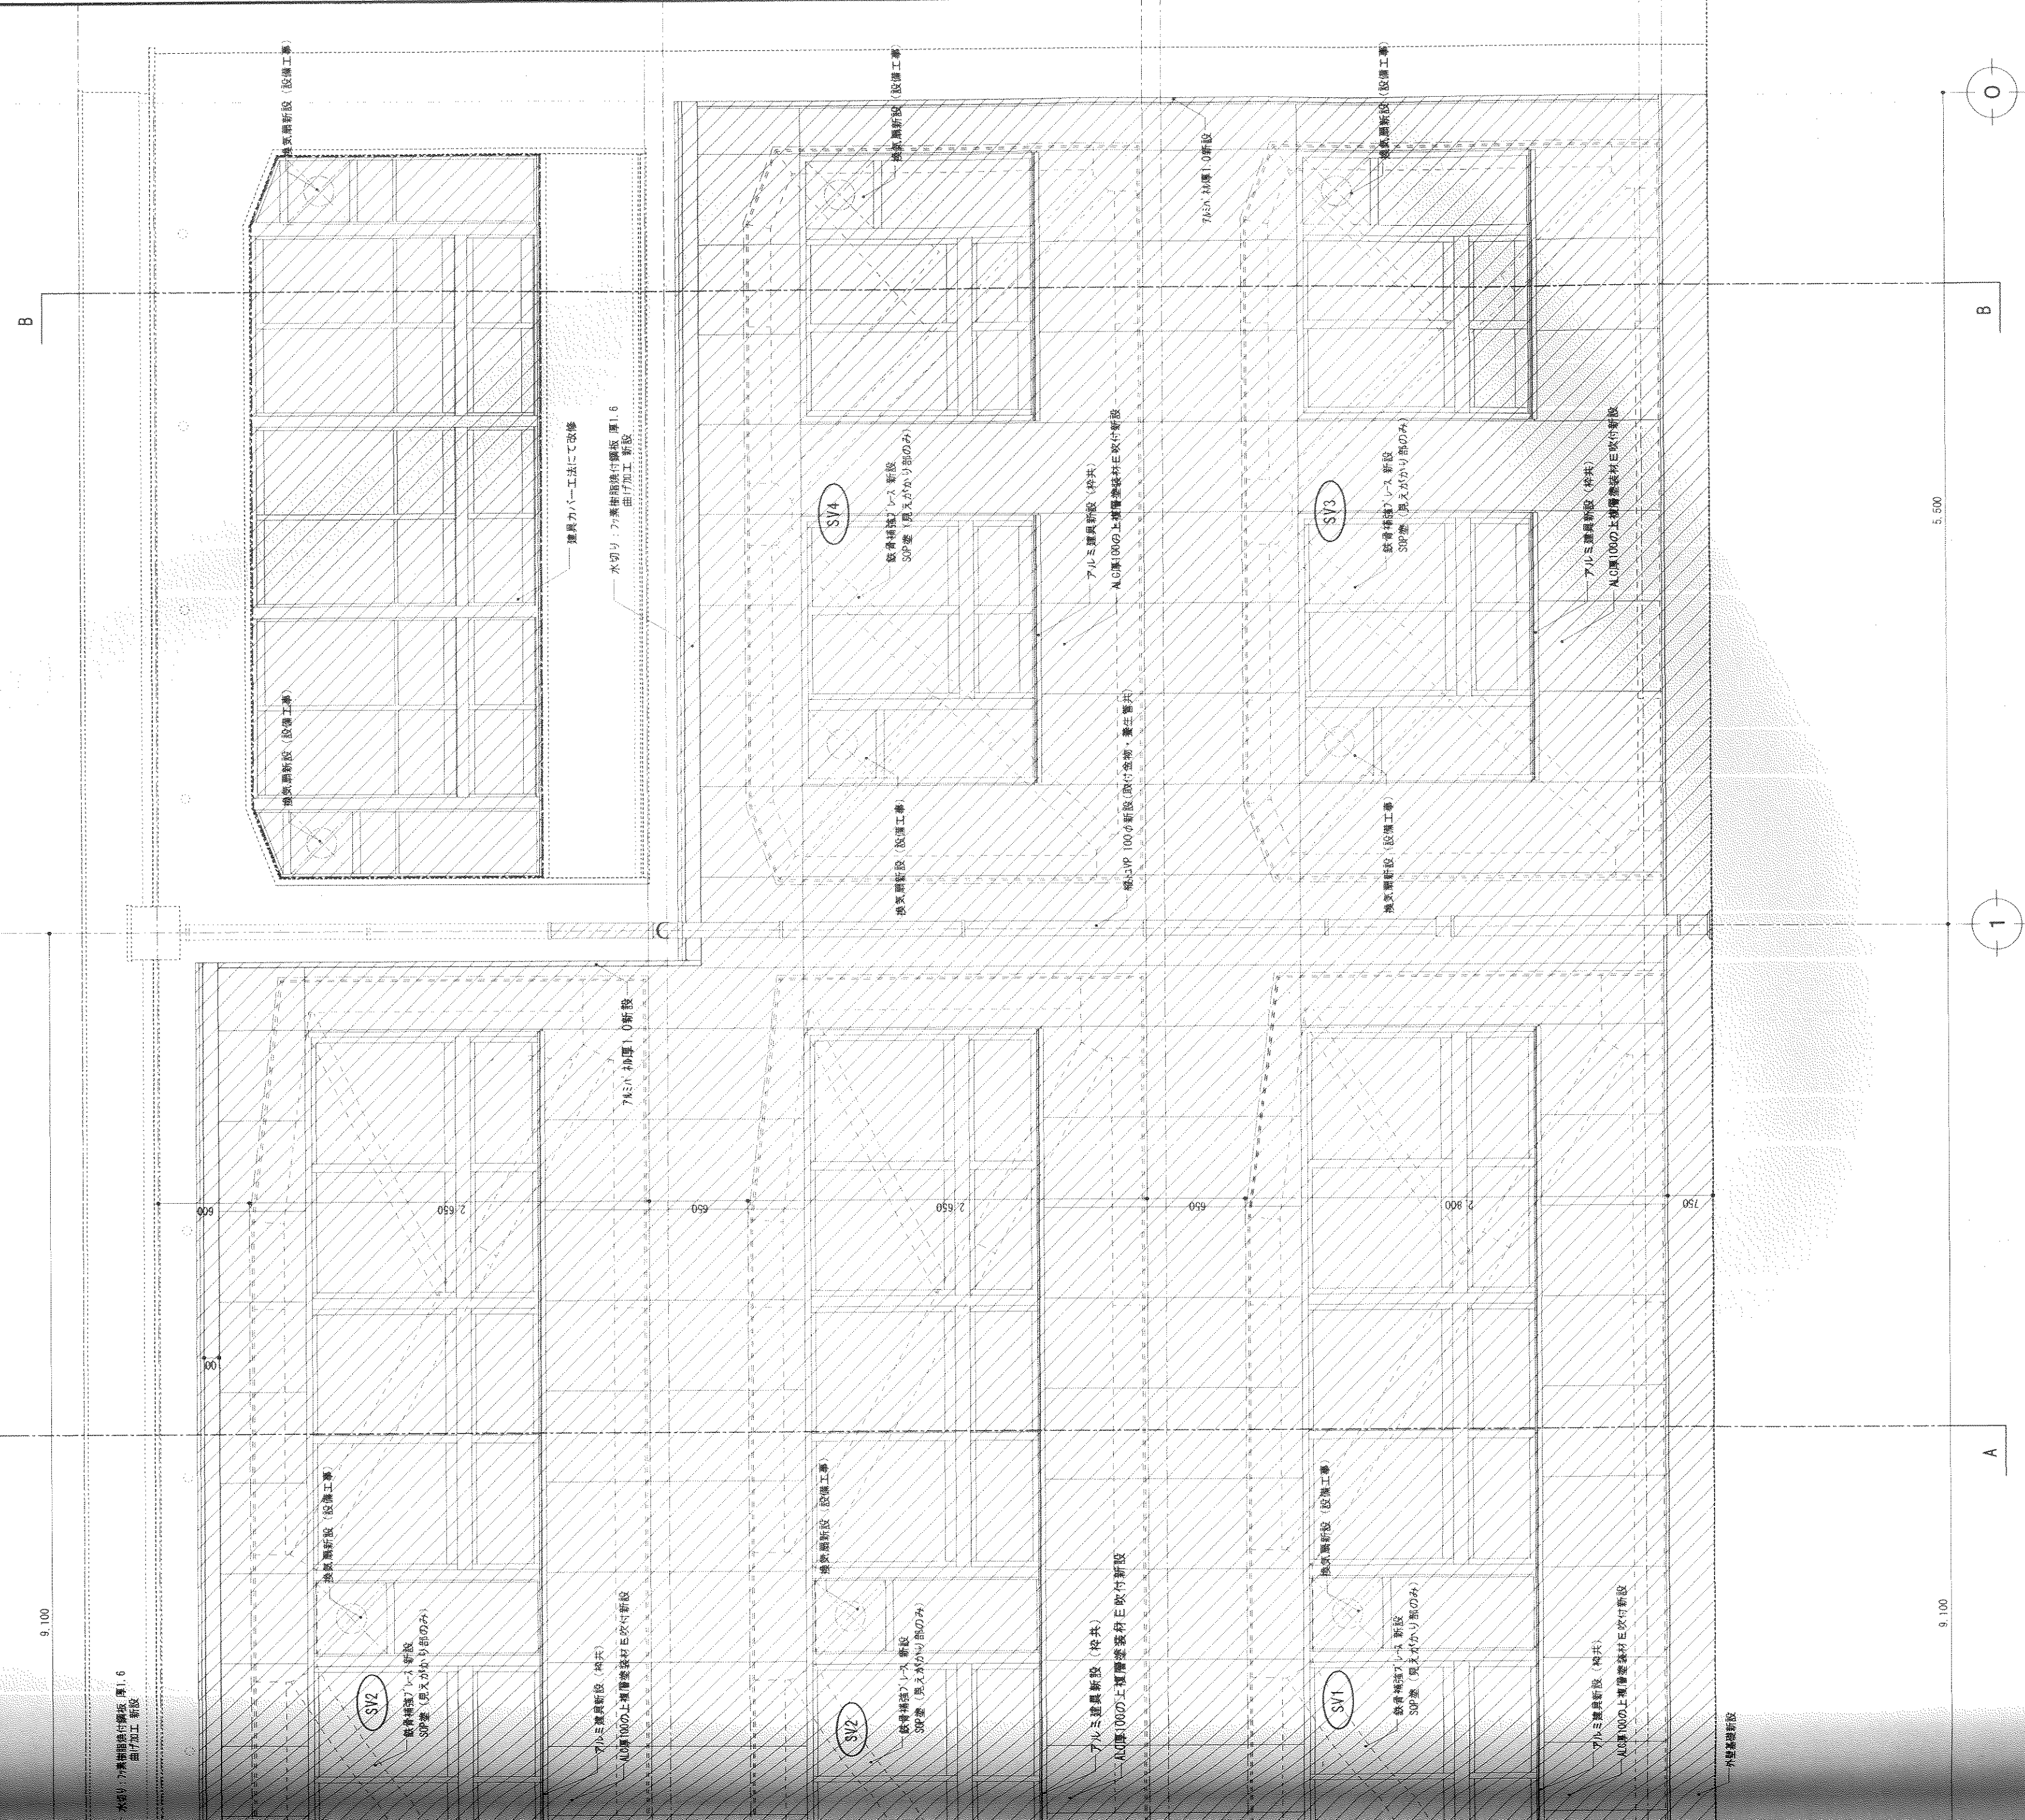 換気扇新設（設備工事）
換気扇新設（設備工事）
換気扇新設（設備工事）
0
アルミパネル厚1.0新設
B
B
建具カバー工法にて改修
水切り ﾌｯ素樹脂焼付鋼板 厚1.6
曲げ加工 新設
SV4
鉄骨補強ブレース 新設
SOP塗（見えがかり部のみ）
アルミ建具新設（枠共）
ALC厚100の上複層塗装材E吹付新設
SV3
鉄骨補強ブレース 新設
SOP塗（見えがかり部のみ）
アルミ建具新設（枠共）
ALC厚100の上複層塗装材E吹付新設
5.500
換気扇新設（設備工事）
換気扇新設（設備工事）
縦ﾄｲVP 100φ新設(取付金物・養生管共)
換気扇新設（設備工事）
1
アルミパネル厚1.0新設
600
2.650
650
2.650
650
2.800
750
00
A
換気扇新設（設備工事）
換気扇新設（設備工事）
換気扇新設（設備工事）
9.100
9.100
水切り ﾌｯ素樹脂焼付鋼板 厚1.6
曲げ加工 新設
SV2
鉄骨補強ブレース 新設
SOP塗（見えがかり部のみ）
アルミ建具新設（枠共）
ALC厚100の上複層塗装材E吹付新設
SV2
鉄骨補強ブレース 新設
SOP塗（見えがかり部のみ）
アルミ建具新設（枠共）
ALC厚100の上複層塗装材E吹付新設
SV1
鉄骨補強ブレース 新設
SOP塗（見えがかり部のみ）
アルミ建具新設（枠共）
ALC厚100の上複層塗装材E吹付新設
外壁基礎新設